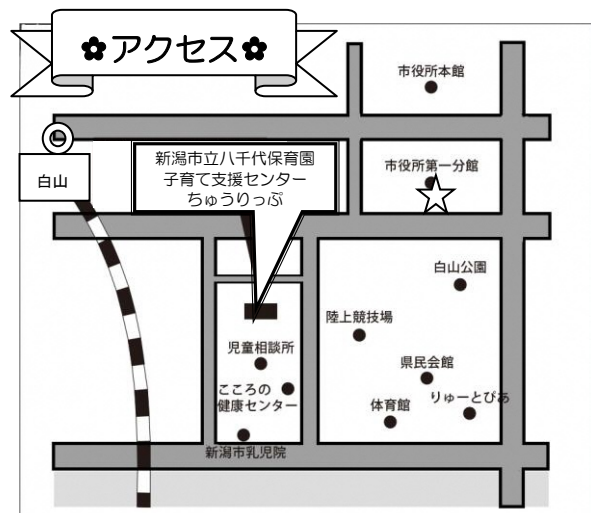 ✿アクセス✿
市役所本館
新潟市立八千代保育園
子育て支援センター
ちゅうりっぷ
市役所第一分館
白山
白山公園
陸上競技場
児童相談所
県民会館
こころの
健康センター
りゅーとぴあ
体育館
新潟市乳児院